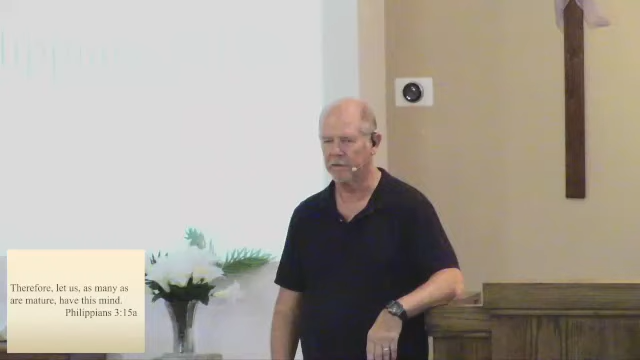 Therefore, let us, as many as
are mature, have this mind.
Philippians 3:15a